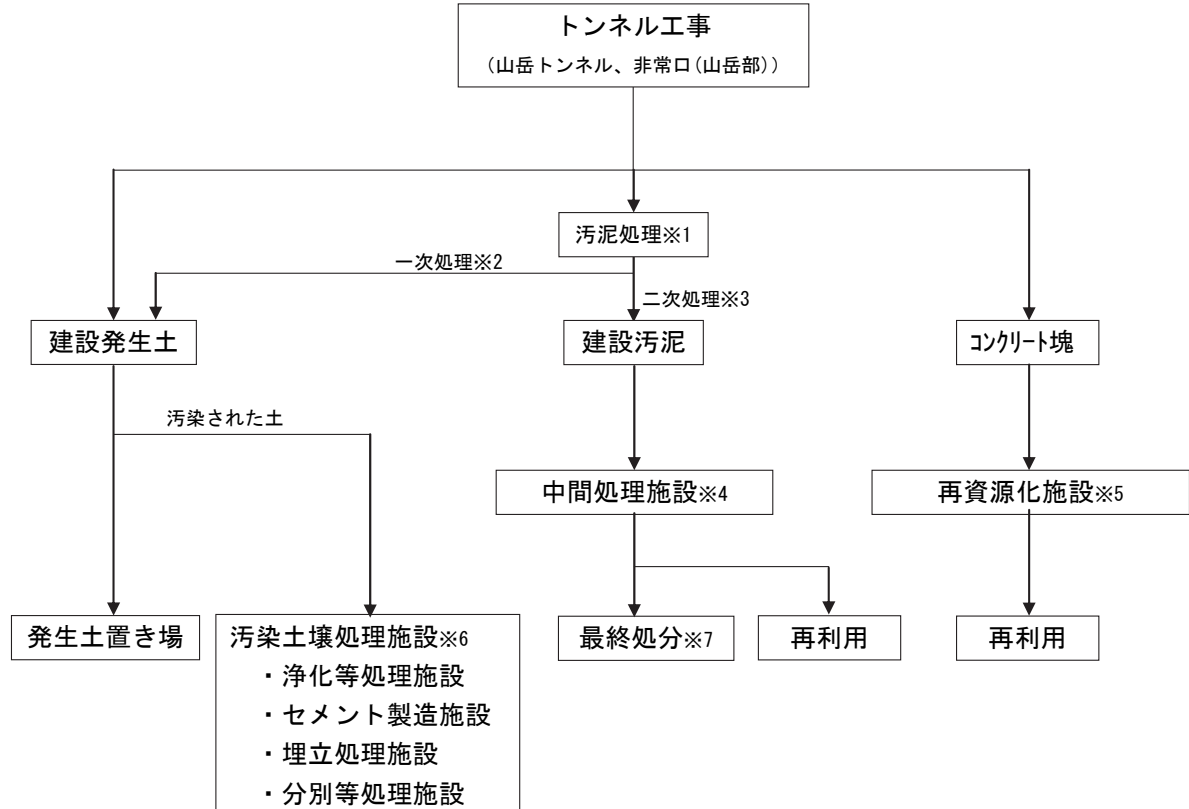 トンネル工事
（山岳トンネル、非常口(山岳部)）
汚泥処理※1
一次処理※2
二次処理※3
建設発生土
建設汚泥
コンクリート塊
汚染された土
中間処理施設※4
再資源化施設※5
発生土置き場
汚染土壌処理施設※6
・浄化等処理施設
・セメント製造施設
・埋立処理施設
・分別等処理施設
最終処分※7
再利用
再利用